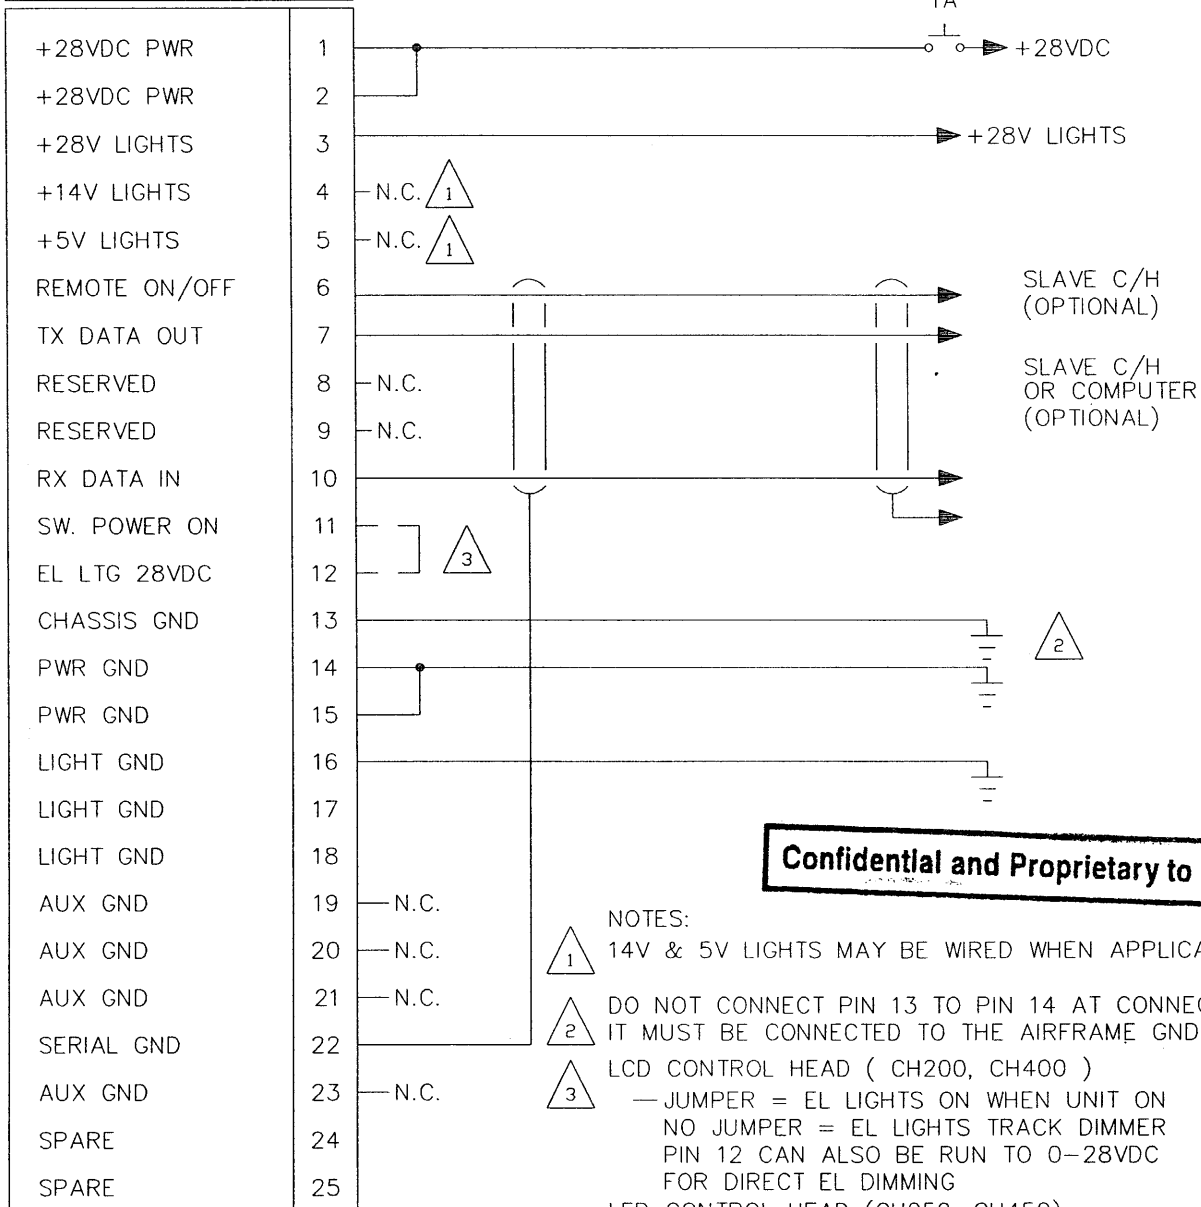 1A
+28VDC PWR 1 +28VDC
+28VDC PWR 2
+28V LIGHTS 3 +28V LIGHTS
+14V LIGHTS 4 N.C. 1
+5V LIGHTS 5 N.C. 1
REMOTE ON/OFF 6 SLAVE C/H
(OPTIONAL)
TX DATA OUT 7
SLAVE C/H
RESERVED 8 N.C. OR COMPUTER
(OPTIONAL)
RESERVED 9 N.C.
RX DATA IN 10
SW. POWER ON 11
3
EL LTG 28VDC 12
CHASSIS GND 13
2
PWR GND 14
PWR GND 15
LIGHT GND 16
LIGHT GND 17
LIGHT GND 18
Confidential and Proprietary to
AUX GND 19 N.C.
NOTES:
AUX GND 20 N.C. 1 14V & 5V LIGHTS MAY BE WIRED WHEN
AUX GND 21 N.C. DO NOT CONNECT PIN 13 TO PIN 14 AT
SERIAL GND 22 2 IT MUST BE CONNECTED TO THE AIRFRAME GND
LCD CONTROL HEAD ( CH200, CH400 )
AUX GND 23 N.C. 3 — JUMPER = EL LIGHTS ON WHEN UNIT ON
NO JUMPER = EL LIGHTS TRACK DIMMER
SPARE 24 PIN 12 CAN ALSO BE RUN TO 0–28VDC
SPARE 25 FOR DIRECT EL DIMMING